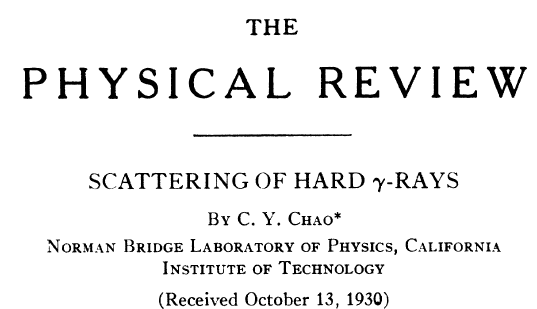 THE
PHYSICAL REVIEW
SCATTERING OF HARD γ-RAYS
By C. Y. Chao*
Norman Bridge Laboratory of Physics, California
Institute of Technology
(Received October 13, 1930)